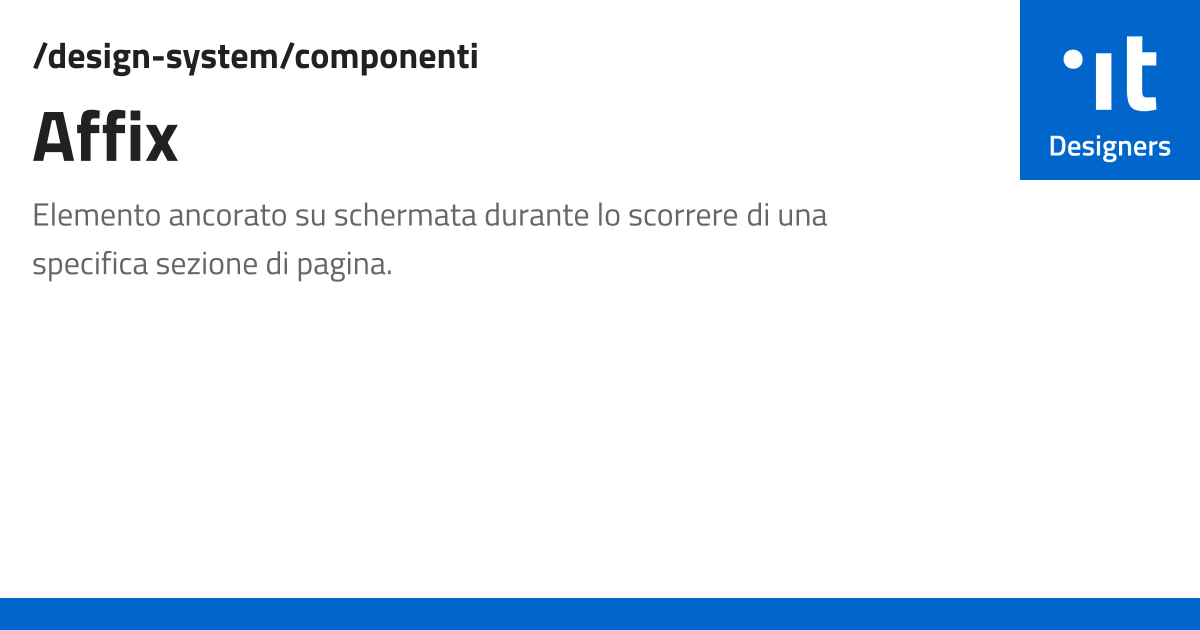 /design-system/componenti
Affix
Elemento ancorato su schermata durante lo scorrere di una
specifica sezione di pagina.
.it
Designers